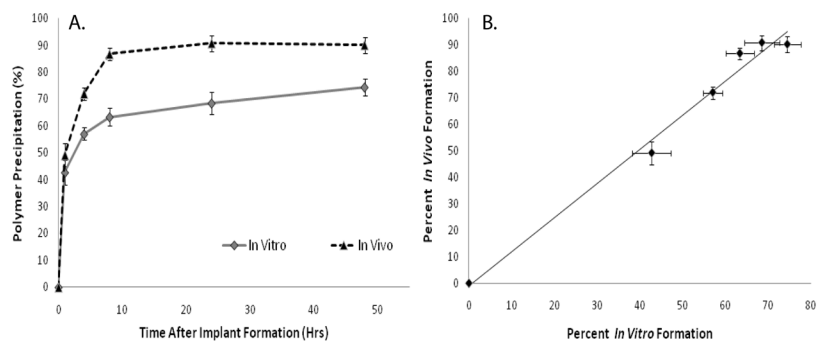 A.
100
90
80
70
60
50
40
30
20
10
0
Polymer Precipitation (%)
In Vitro
In Vivo
0 10 20 30 40 50
Time After Implant Formation (Hrs)
B.
100
90
80
70
60
50
40
30
20
10
0
Percent In Vivo Formation
0 10 20 30 40 50 60 70 80
Percent In Vitro Formation